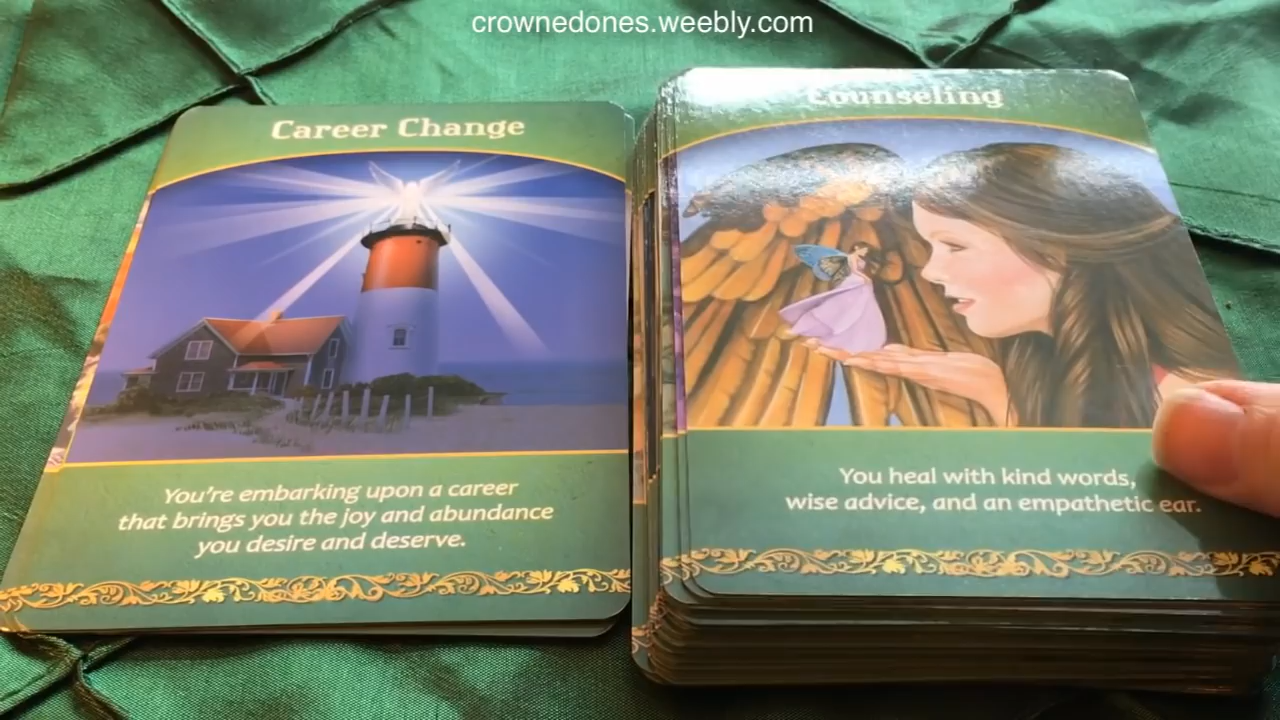 crownedones.weebly.com
Career Change
You're embarking upon a career
that brings you the joy and abundance
you desire and deserve.
Counseling
You heal with kind words,
wise advice, and an empathetic ear.